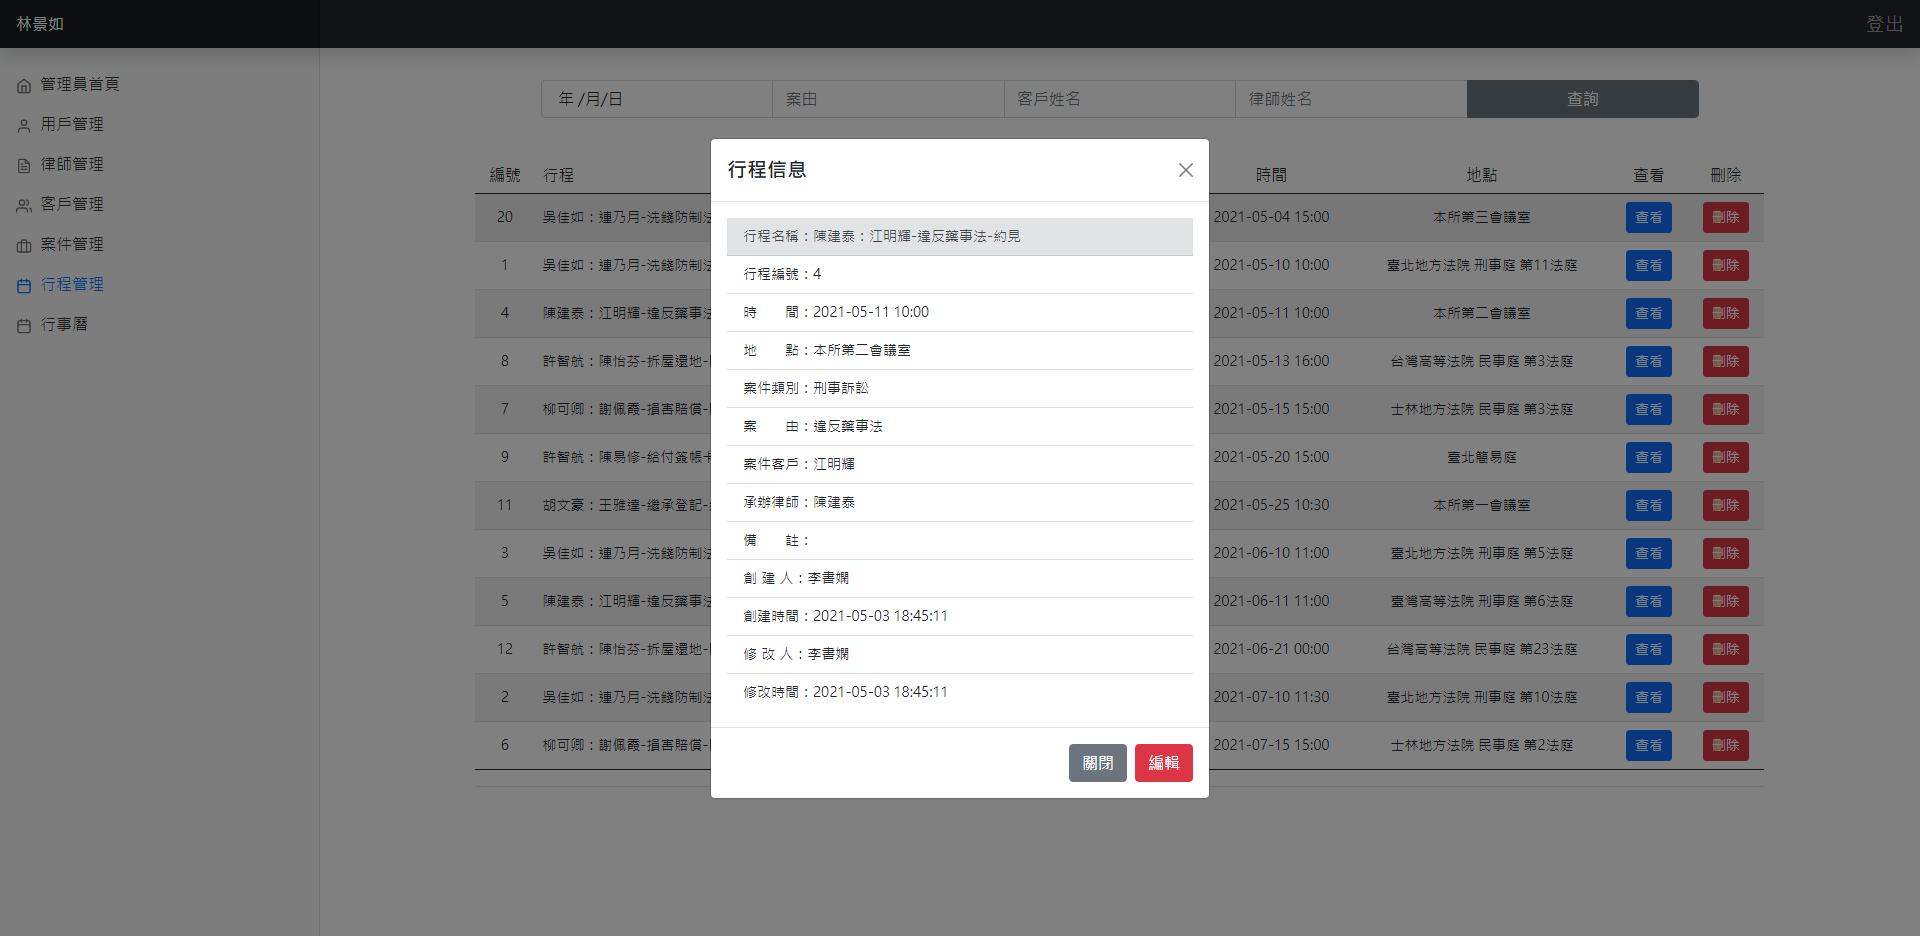 林景如
登出
管理員首頁
用戶管理
律師管理
客戶管理
案件管理
行程管理
行事曆
年 /月/日 案由 客戶姓名 律師姓名 查詢
編號 行程 時間 地點 查看 刪除
20 吳佳如：連乃月-洗錢防制法 2021-05-04 15:00 本所第三會議室 查看 刪除
1 吳佳如：連乃月-洗錢防制法 2021-05-10 10:00 臺北地方法院 刑事庭 第11法庭 查看 刪除
4 陳建泰：江明輝-違反藥事法 2021-05-11 10:00 本所第二會議室 查看 刪除
8 許智航：陳怡芬-拆屋還地- 2021-05-13 16:00 台灣高等法院 民事庭 第3法庭 查看 刪除
7 柳可卿：謝佩霞-損害賠償- 2021-05-15 15:00 士林地方法院 民事庭 第3法庭 查看 刪除
9 許智航：陳易修-給付簽帳卡 2021-05-20 15:00 臺北簡易庭 查看 刪除
11 胡文豪：王雅達-繼承登記- 2021-05-25 10:30 本所第一會議室 查看 刪除
3 吳佳如：連乃月-洗錢防制法 2021-06-10 11:00 臺北地方法院 刑事庭 第5法庭 查看 刪除
5 陳建泰：江明輝-違反藥事法 2021-06-11 11:00 臺灣高等法院 刑事庭 第6法庭 查看 刪除
12 許智航：陳怡芬-拆屋還地- 2021-06-21 00:00 台灣高等法院 民事庭 第23法庭 查看 刪除
2 吳佳如：連乃月-洗錢防制法 2021-07-10 11:30 臺北地方法院 刑事庭 第10法庭 查看 刪除
6 柳可卿：謝佩霞-損害賠償- 2021-07-15 15:00 士林地方法院 民事庭 第2法庭 查看 刪除
行程信息
行程名稱：陳建泰：江明輝-違反藥事法-約見
行程編號：4
時　　間：2021-05-11 10:00
地　　點：本所第二會議室
案件類別：刑事訴訟
案　　由：違反藥事法
案件客戶：江明輝
承辦律師：陳建泰
備　　註：
創 建 人：李書嫻
創建時間：2021-05-03 18:45:11
修 改 人：李書嫻
修改時間：2021-05-03 18:45:11
關閉 編輯